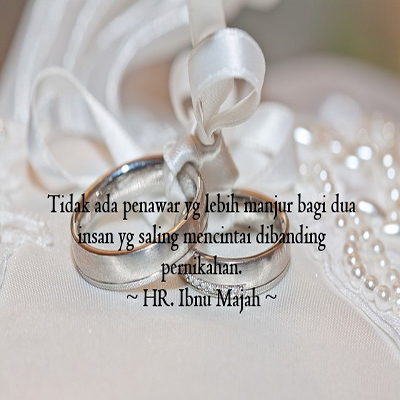 Tidak ada penawar yg lebih manjur bagi dua
insan yg saling mencintai dibanding
pernikahan.
~ HR. Ibnu Majah ~